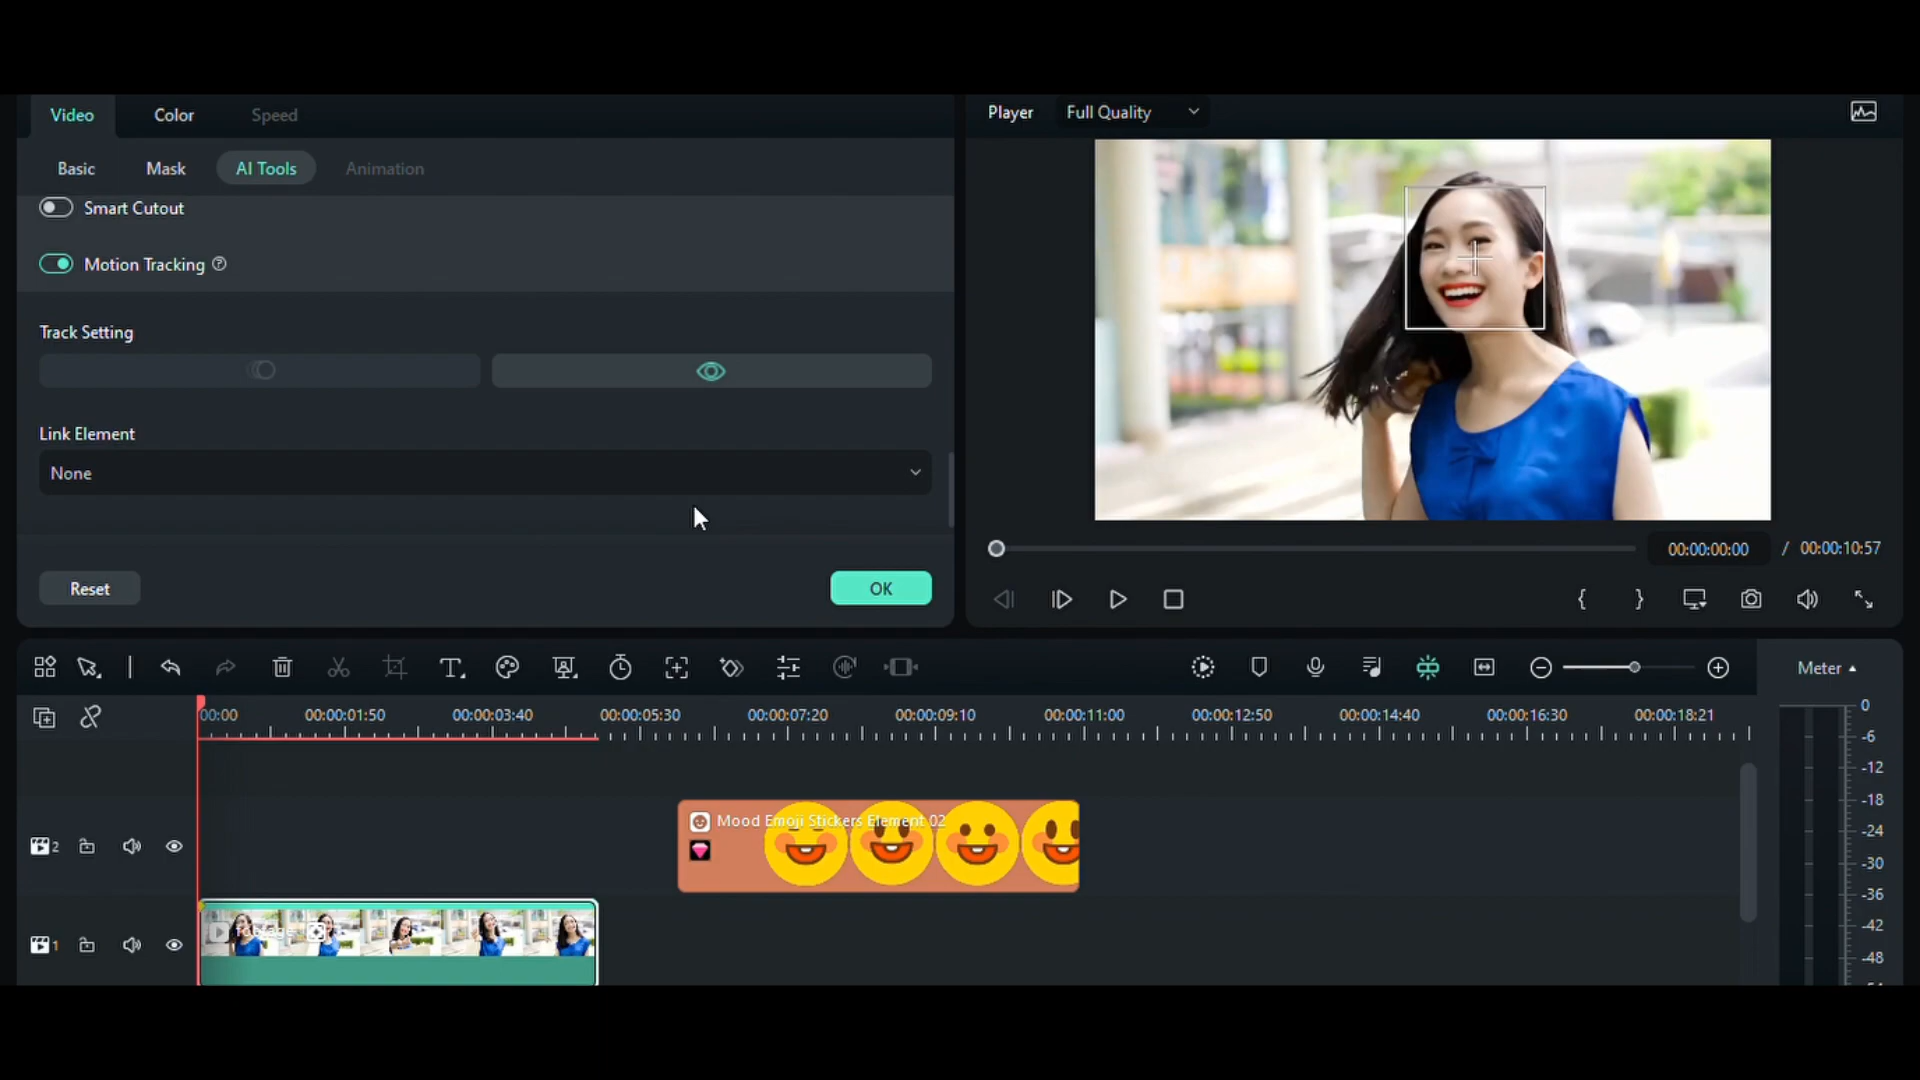 Video Color Speed
Player Full Quality
Basic Mask AI Tools Animation
Smart Cutout
Motion Tracking
Track Setting
Link Element
None
Reset OK
00:00:00:00 / 00:00:10:57
Meter
00:00 00:00:01:50 00:00:03:40 00:00:05:30 00:00:07:20 00:00:09:10 00:00:11:00 00:00:12:50 00:00:14:40 00:00:16:30 00:00:18:21
0
-6
-12
-18
-24
-30
-36
-42
-48
Mood Emoji Stickers Element 02
2
footage
1